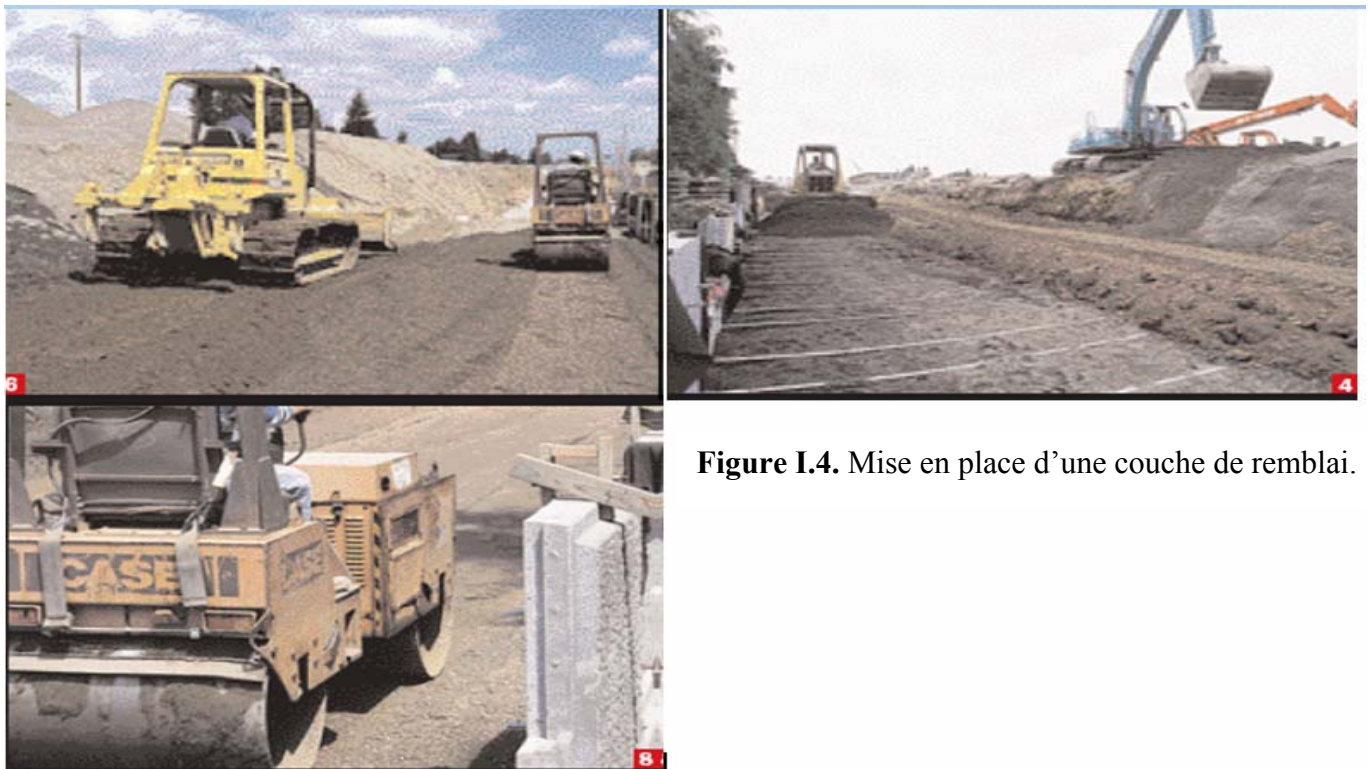 6
4
Figure I.4. Mise en place d’une couche de remblai.
CASE
CASE
8